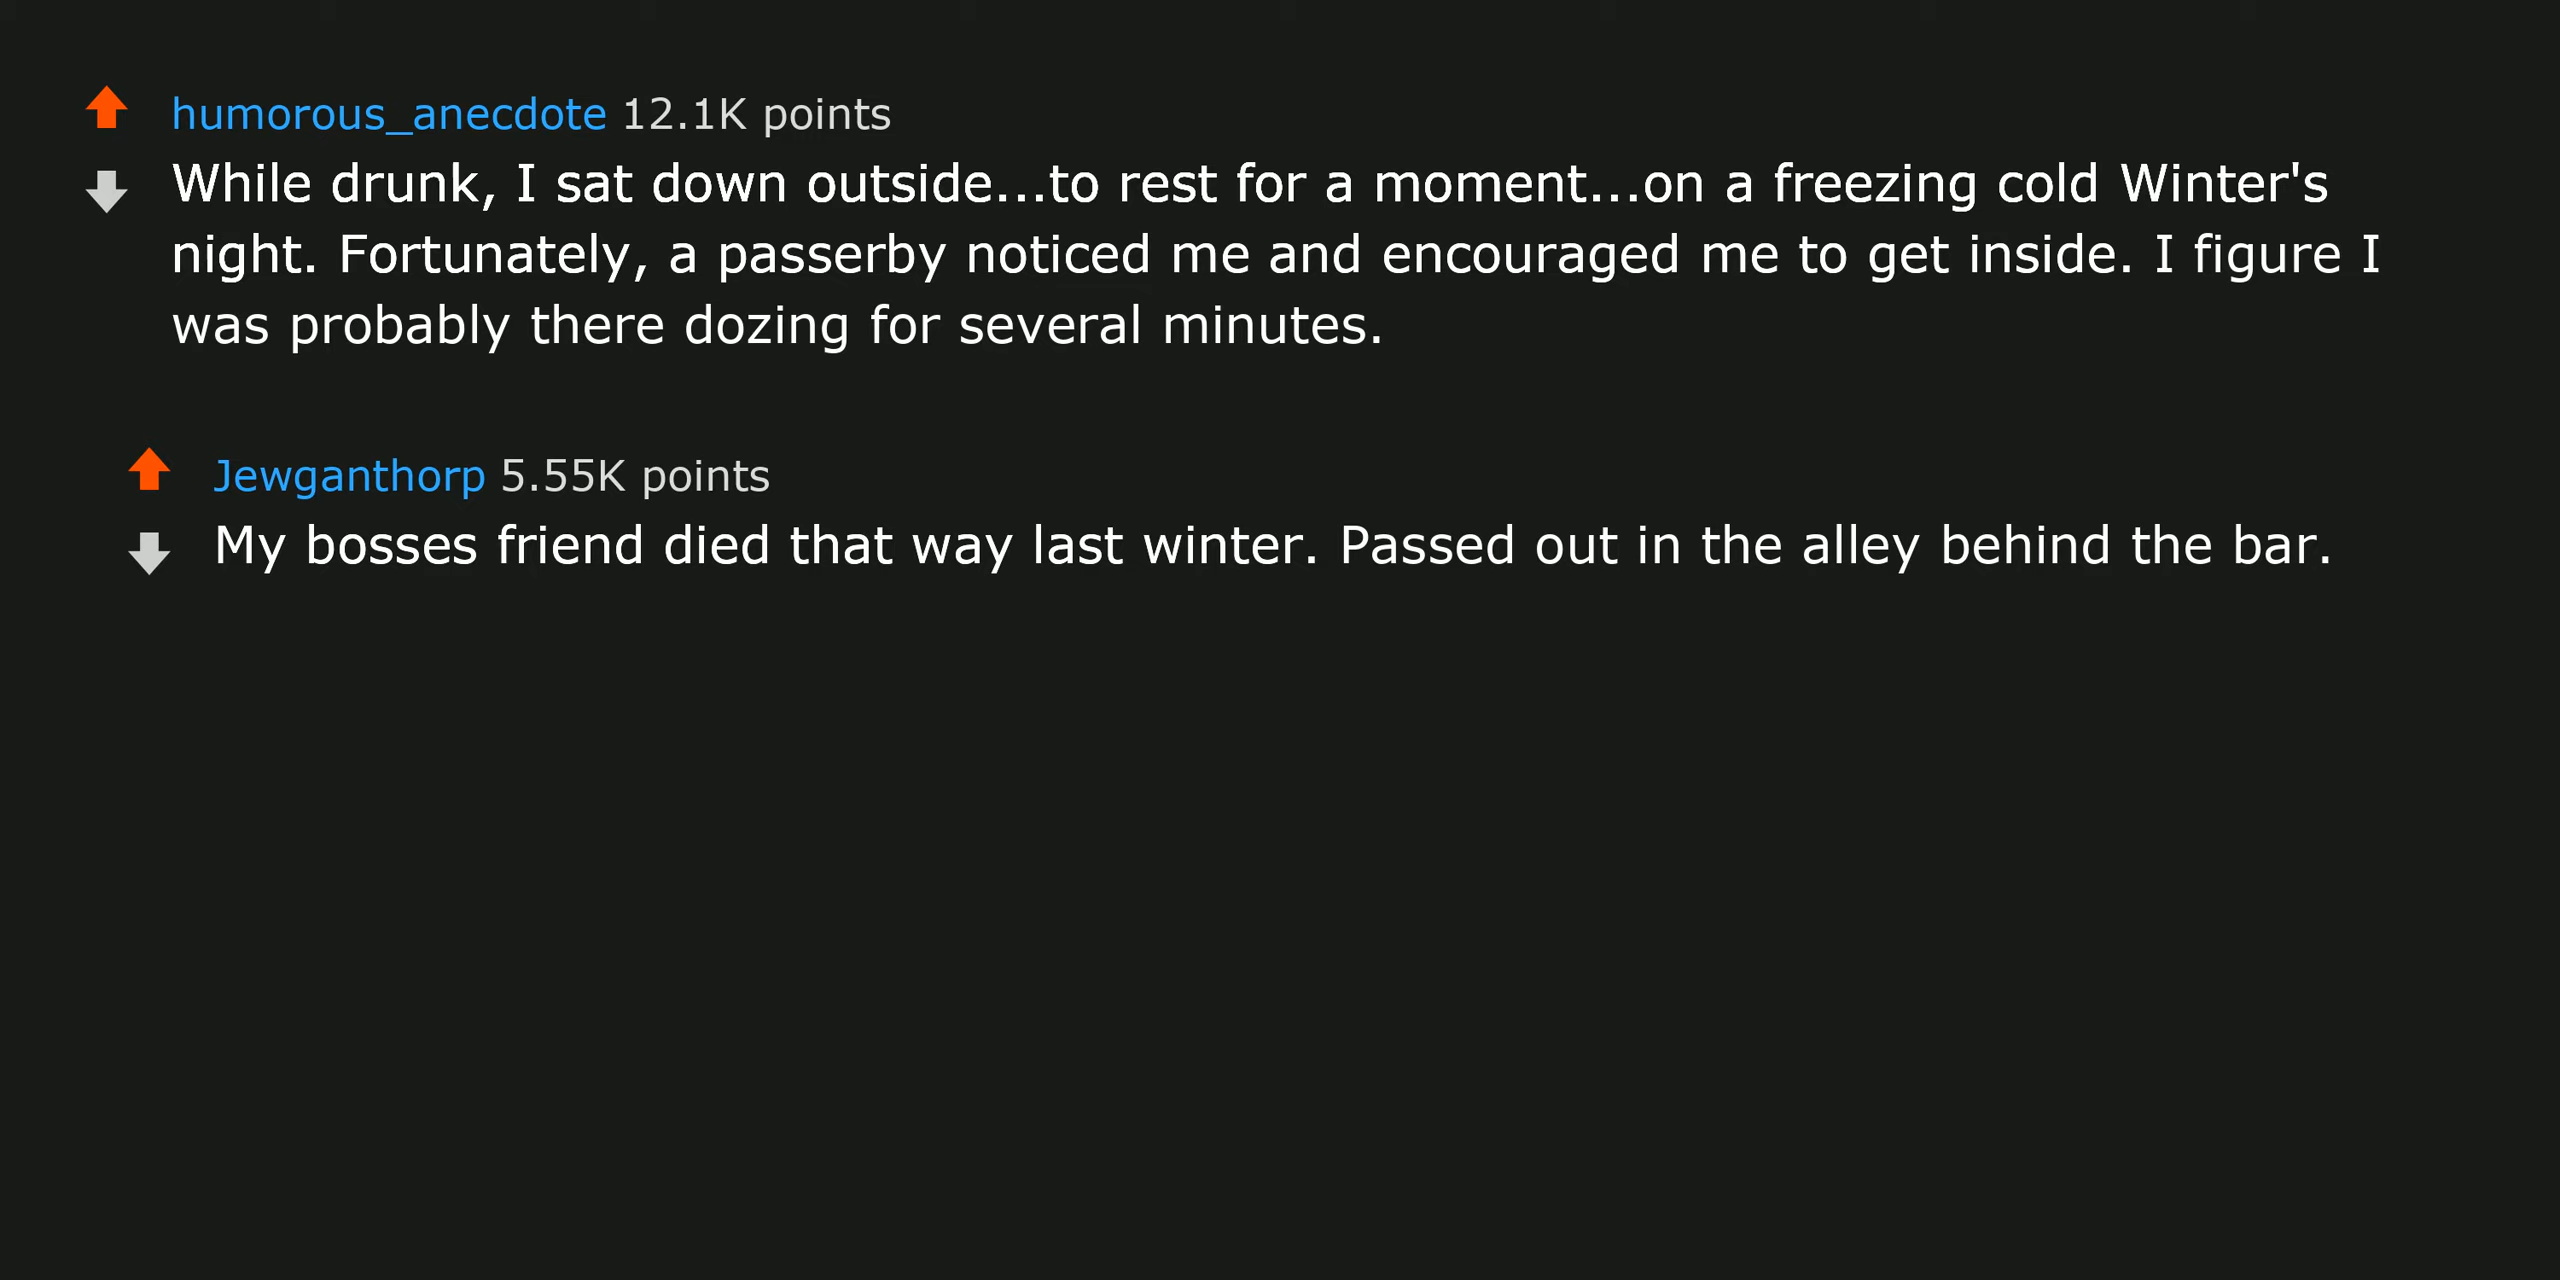 humorous_anecdote 12.1K points
While drunk, I sat down outside...to rest for a moment...on a freezing cold Winter's
night. Fortunately, a passerby noticed me and encouraged me to get inside. I figure I
was probably there dozing for several minutes.
Jewganthorp 5.55K points
My bosses friend died that way last winter. Passed out in the alley behind the bar.